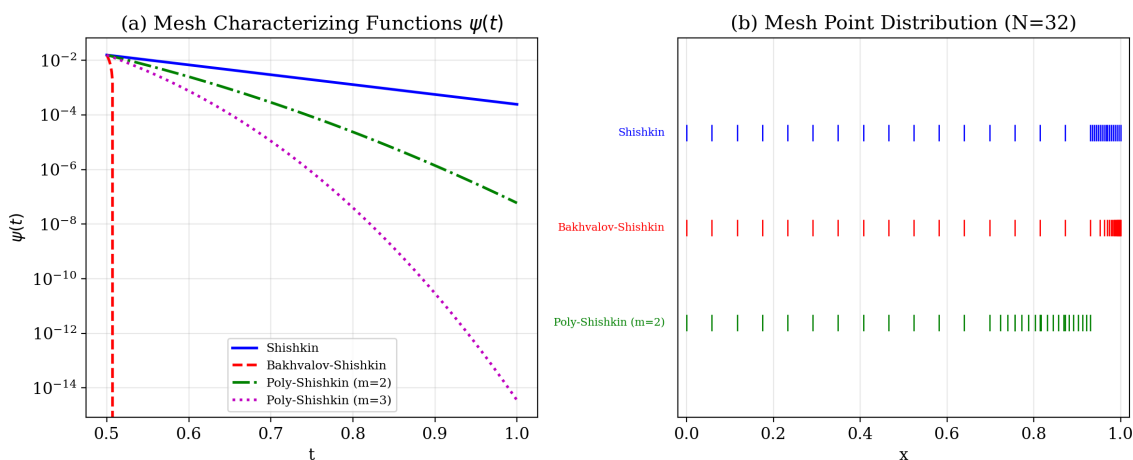 (a) Mesh Characterizing Functions ψ(t)
10⁻²
10⁻⁴
10⁻⁶
10⁻⁸
10⁻¹⁰
10⁻¹²
10⁻¹⁴
ψ(t)
Shishkin
Bakhvalov-Shishkin
Poly-Shishkin (m=2)
Poly-Shishkin (m=3)
0.5 0.6 0.7 0.8 0.9 1.0
t
(b) Mesh Point Distribution (N=32)
Shishkin
Bakhvalov-Shishkin
Poly-Shishkin (m=2)
0.0 0.2 0.4 0.6 0.8 1.0
x